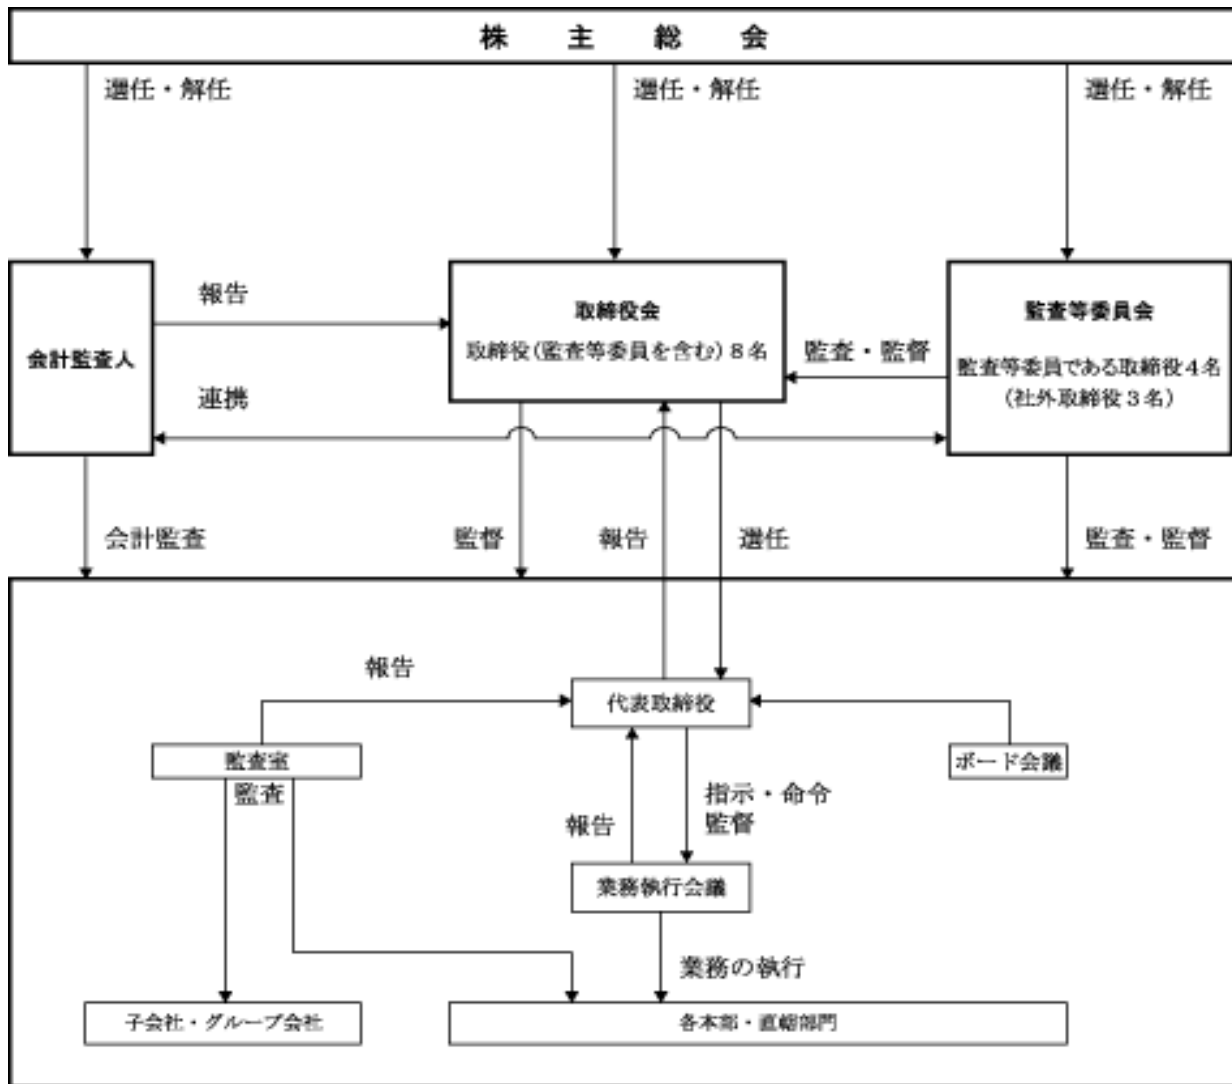 株主総会
選任・解任
選任・解任
選任・解任
会計監査人
報告
連携
取締役会
取締役(監査等委員を含む)8名
監査・監督
監査等委員会
監査等委員である取締役4名
(社外取締役3名)
会計監査
監督
報告
選任
監査・監督
報告
代表取締役
監査室
監査
ボード会議
報告
指示・命令
監督
業務執行会議
業務の執行
子会社・グループ会社
各本部・直轄部門